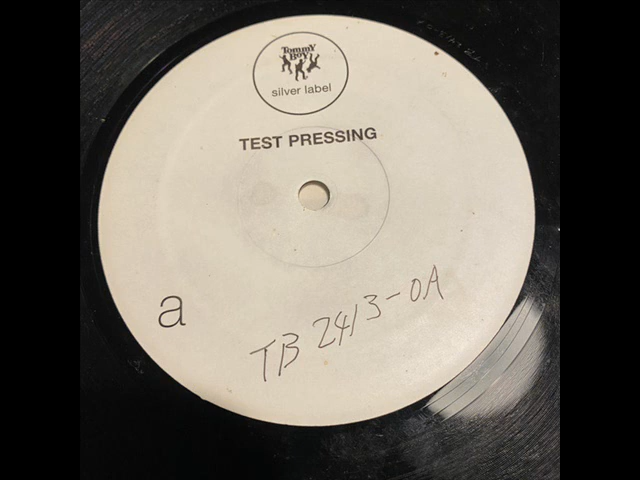 Tommy
Boy
silver label
TEST PRESSING
a
TB 2413-0A